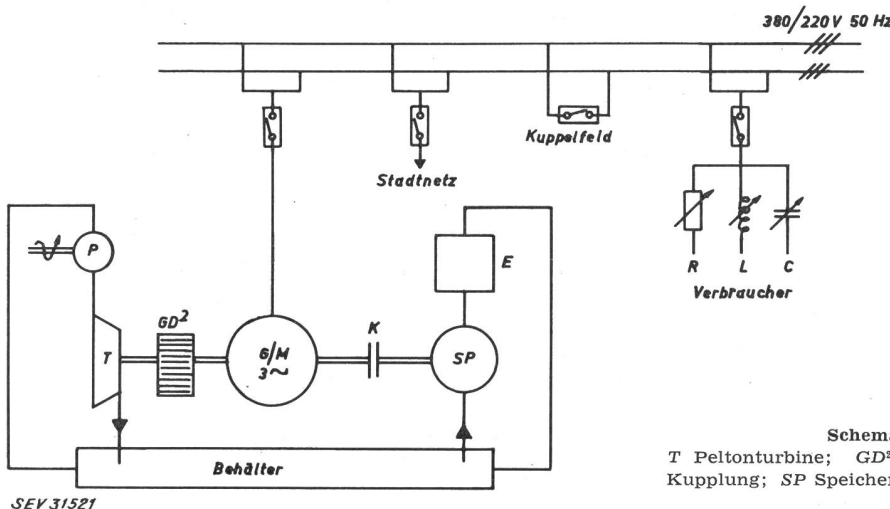 380/220V 50 Hz
Kuppelfeld
Stadtnetz
R L C
Verbraucher
P
E
GD²
K
T
G/M
3~
SP
Behälter
Schema
T Peltonturbine; GD²
Kupplung; SP Speicher
SEV 31521